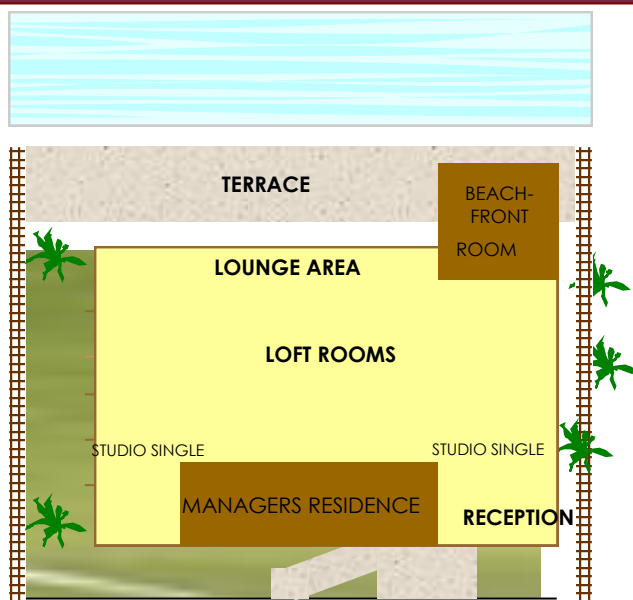 TERRACE
BEACH-
FRONT
ROOM
LOUNGE AREA
LOFT ROOMS
STUDIO SINGLE
STUDIO SINGLE
MANAGERS RESIDENCE
RECEPTION